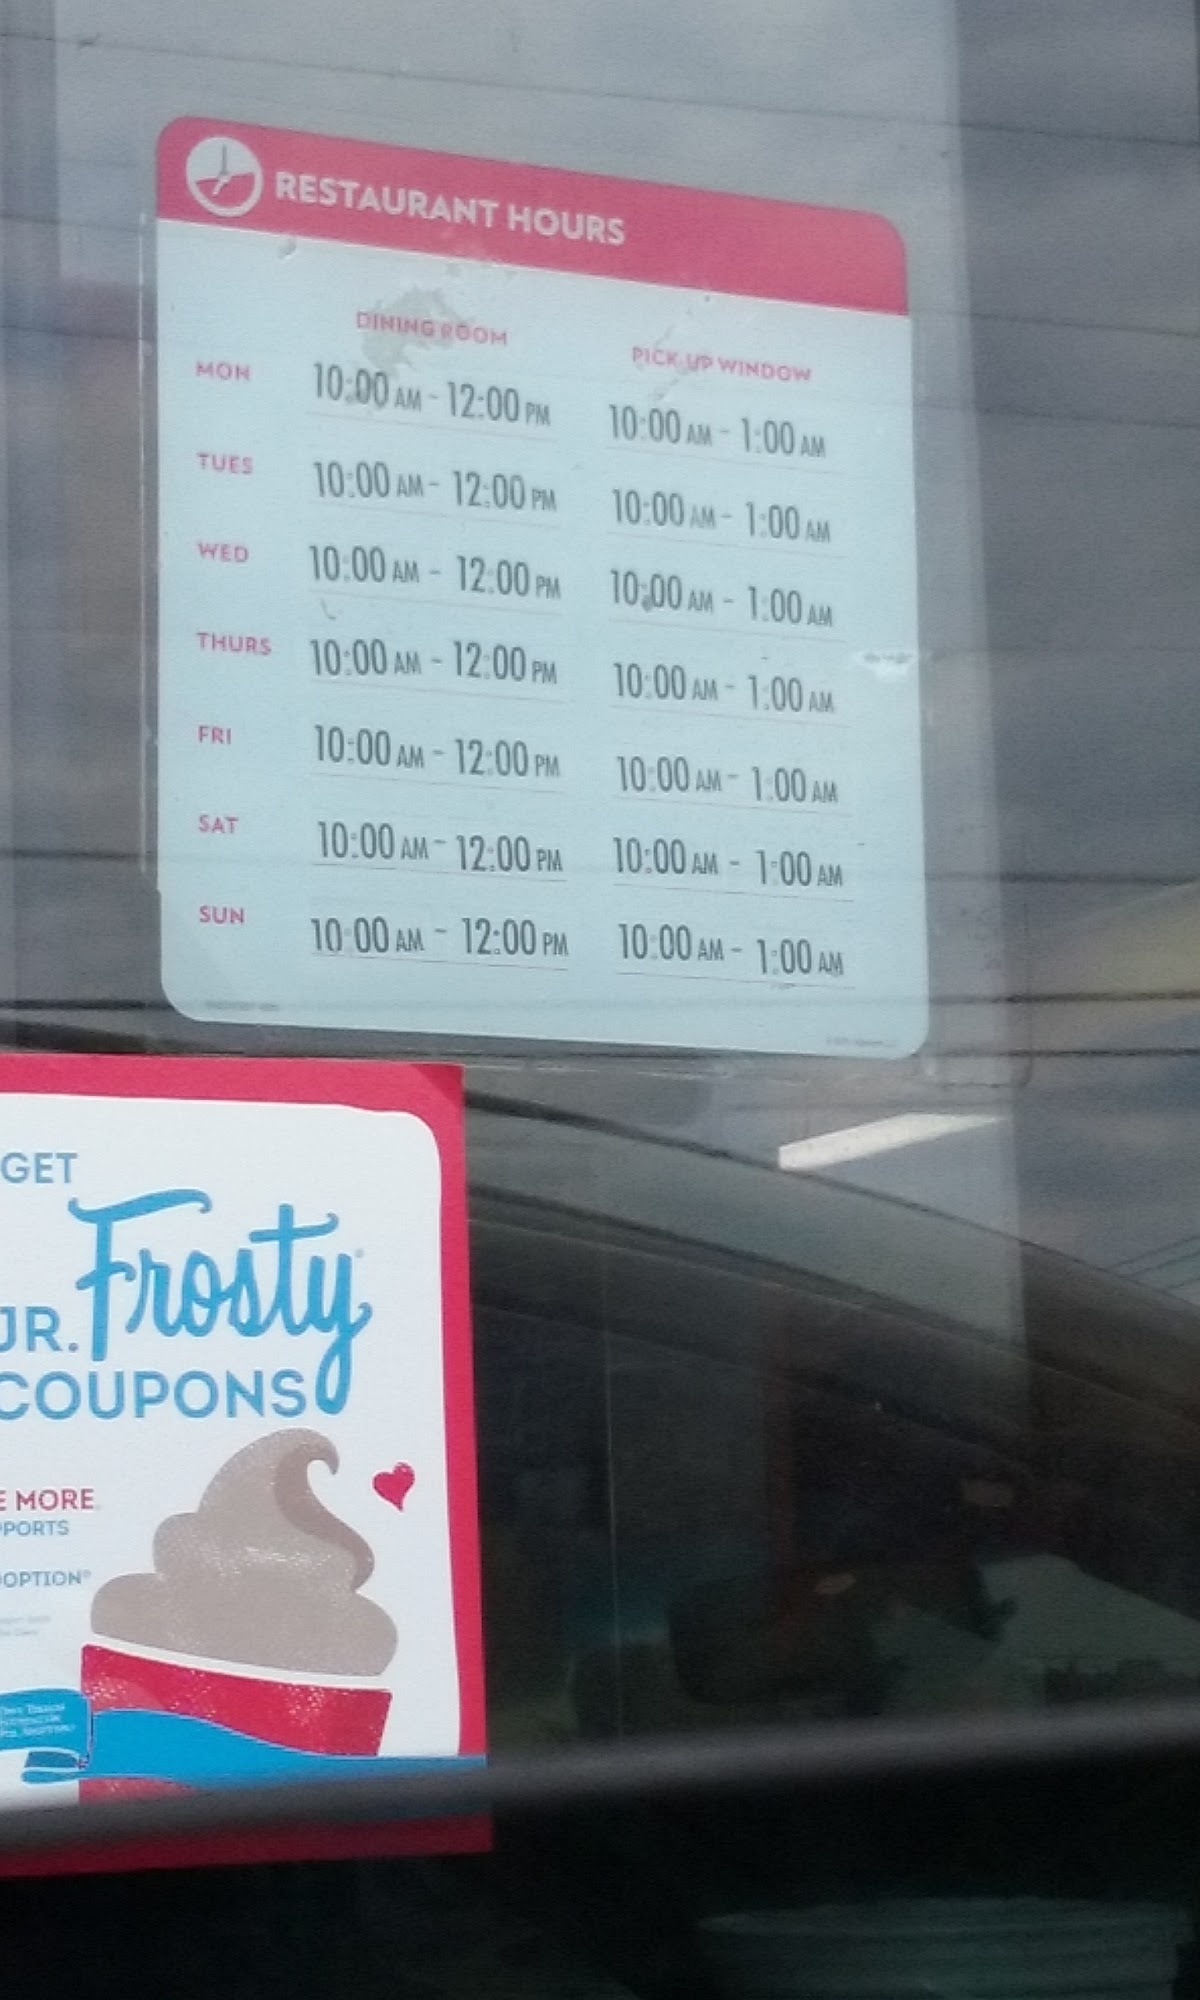 RESTAURANT HOURS
DINING ROOM PICK-UP WINDOW
MON 10:00 AM - 12:00 PM 10:00 AM - 1:00 AM
TUES 10:00 AM - 12:00 PM 10:00 AM - 1:00 AM
WED 10:00 AM - 12:00 PM 10:00 AM - 1:00 AM
THURS 10:00 AM - 12:00 PM 10:00 AM - 1:00 AM
FRI 10:00 AM - 12:00 PM 10:00 AM - 1:00 AM
SAT 10:00 AM - 12:00 PM 10:00 AM - 1:00 AM
SUN 10:00 AM - 12:00 PM 10:00 AM - 1:00 AM
GET
JR. Frosty
COUPONS
E MORE
PPORTS
OPTION®